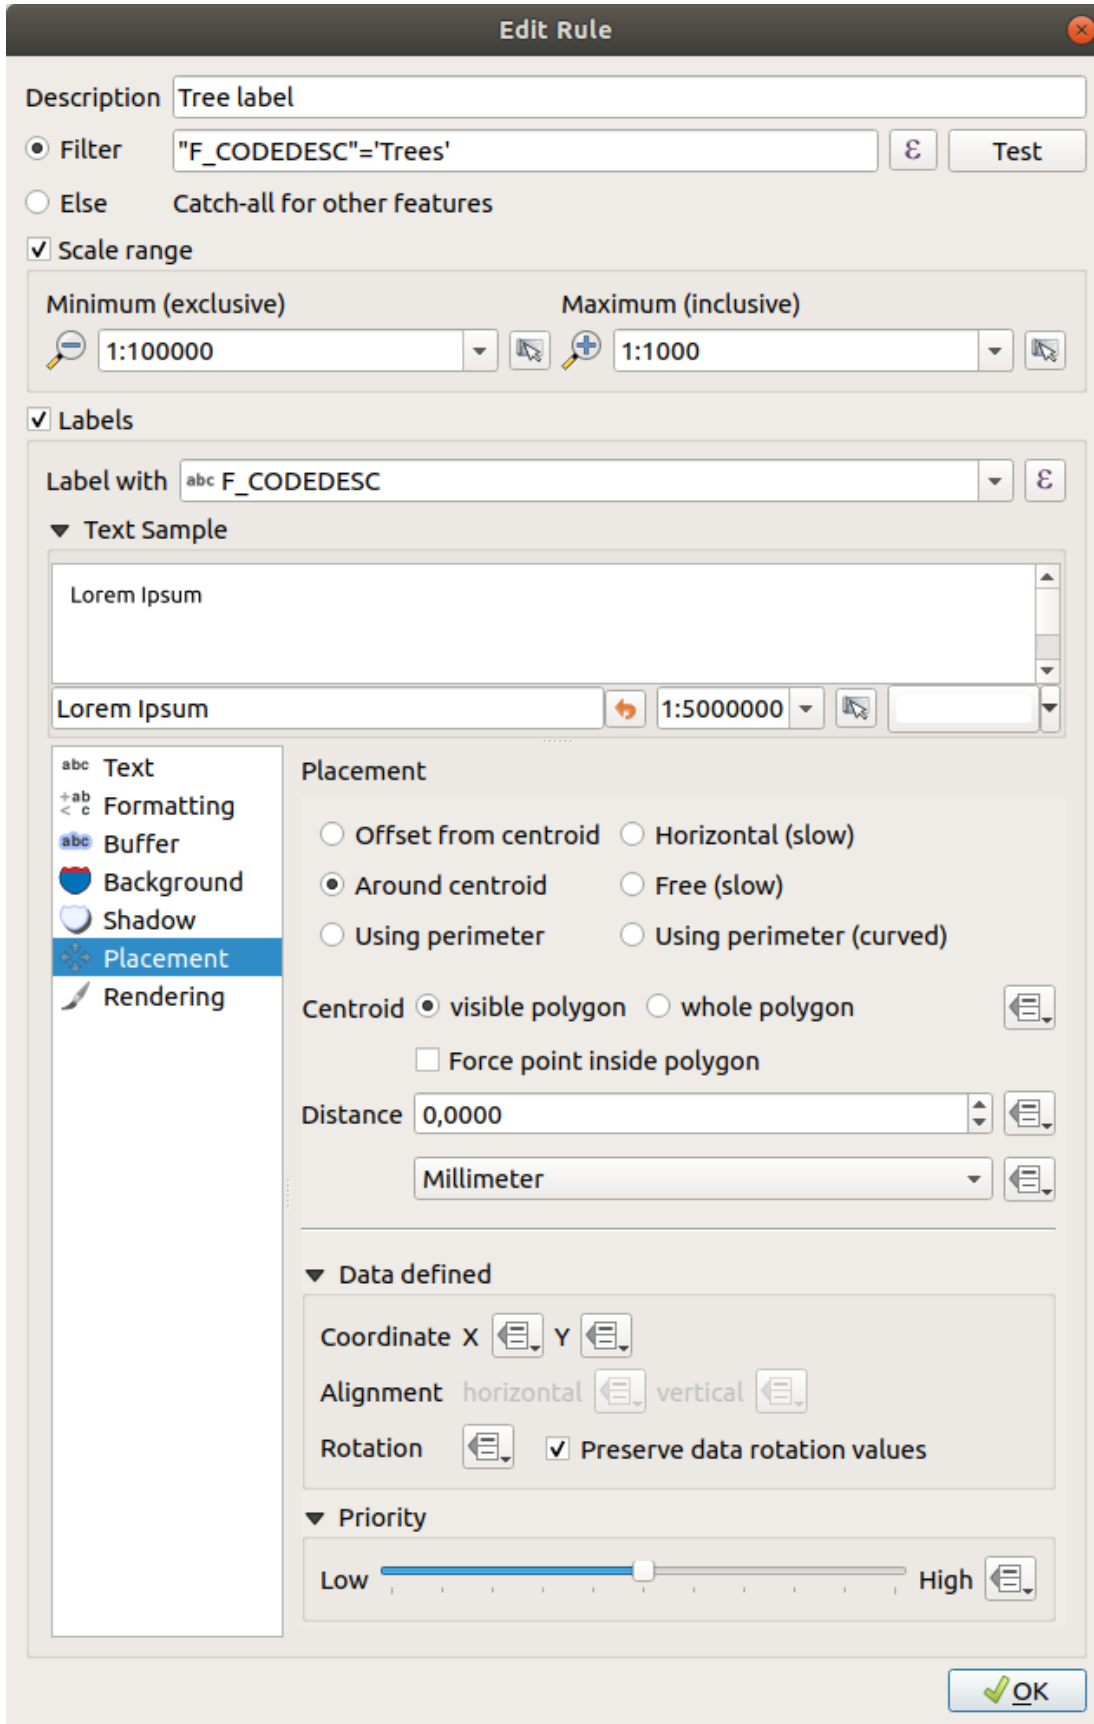 Edit Rule
Description Tree label
Filter "F_CODEDESC"='Trees' ε Test
Else Catch-all for other features
Scale range
Minimum (exclusive) Maximum (inclusive)
1:100000 1:1000
Labels
Label with abc F_CODEDESC ε
Text Sample
Lorem Ipsum
Lorem Ipsum 1:5000000
abc Text
+ab < c Formatting
abc Buffer
Background
Shadow
Placement
Rendering
Placement
Offset from centroid Horizontal (slow)
Around centroid Free (slow)
Using perimeter Using perimeter (curved)
Centroid visible polygon whole polygon
Force point inside polygon
Distance 0,0000
Millimeter
Data defined
Coordinate X Y
Alignment horizontal vertical
Rotation Preserve data rotation values
Priority
Low High
OK